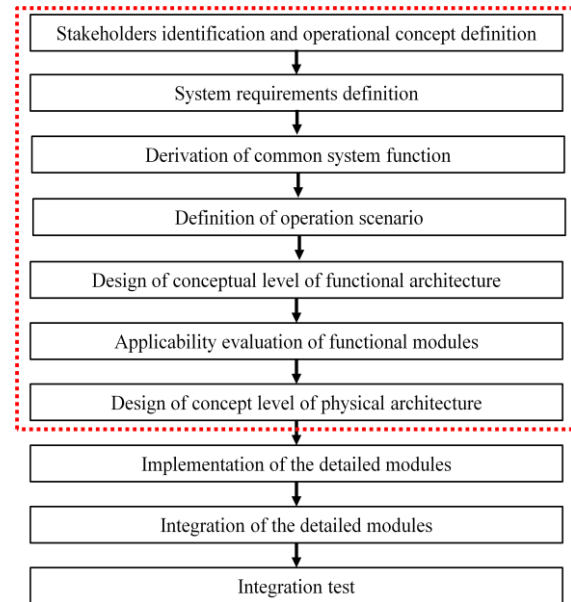 Stakeholders identification and operational concept definition
System requirements definition
Derivation of common system function
Definition of operation scenario
Design of conceptual level of functional architecture
Applicability evaluation of functional modules
Design of concept level of physical architecture
Implementation of the detailed modules
Integration of the detailed modules
Integration test